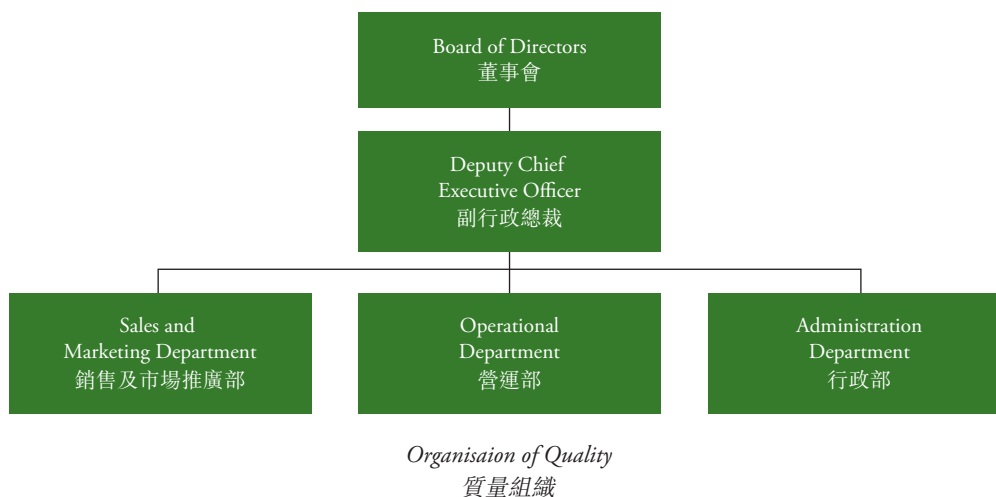 Board of Directors
董事會
Deputy Chief
Executive Officer
副行政總裁
Sales and
Marketing Department
銷售及市場推廣部
Operational
Department
營運部
Administration
Department
行政部
Organisaion of Quality
質量組織